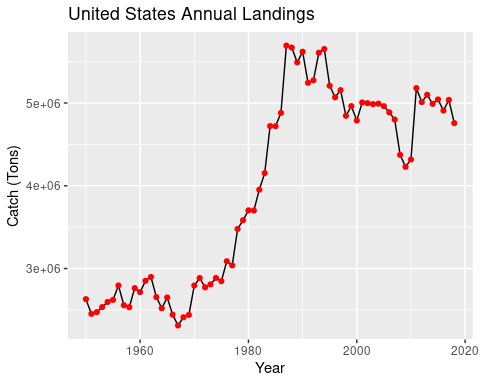 United States Annual Landings
Catch (Tons)
5e+06
4e+06
3e+06
1960 1980 2000 2020
Year